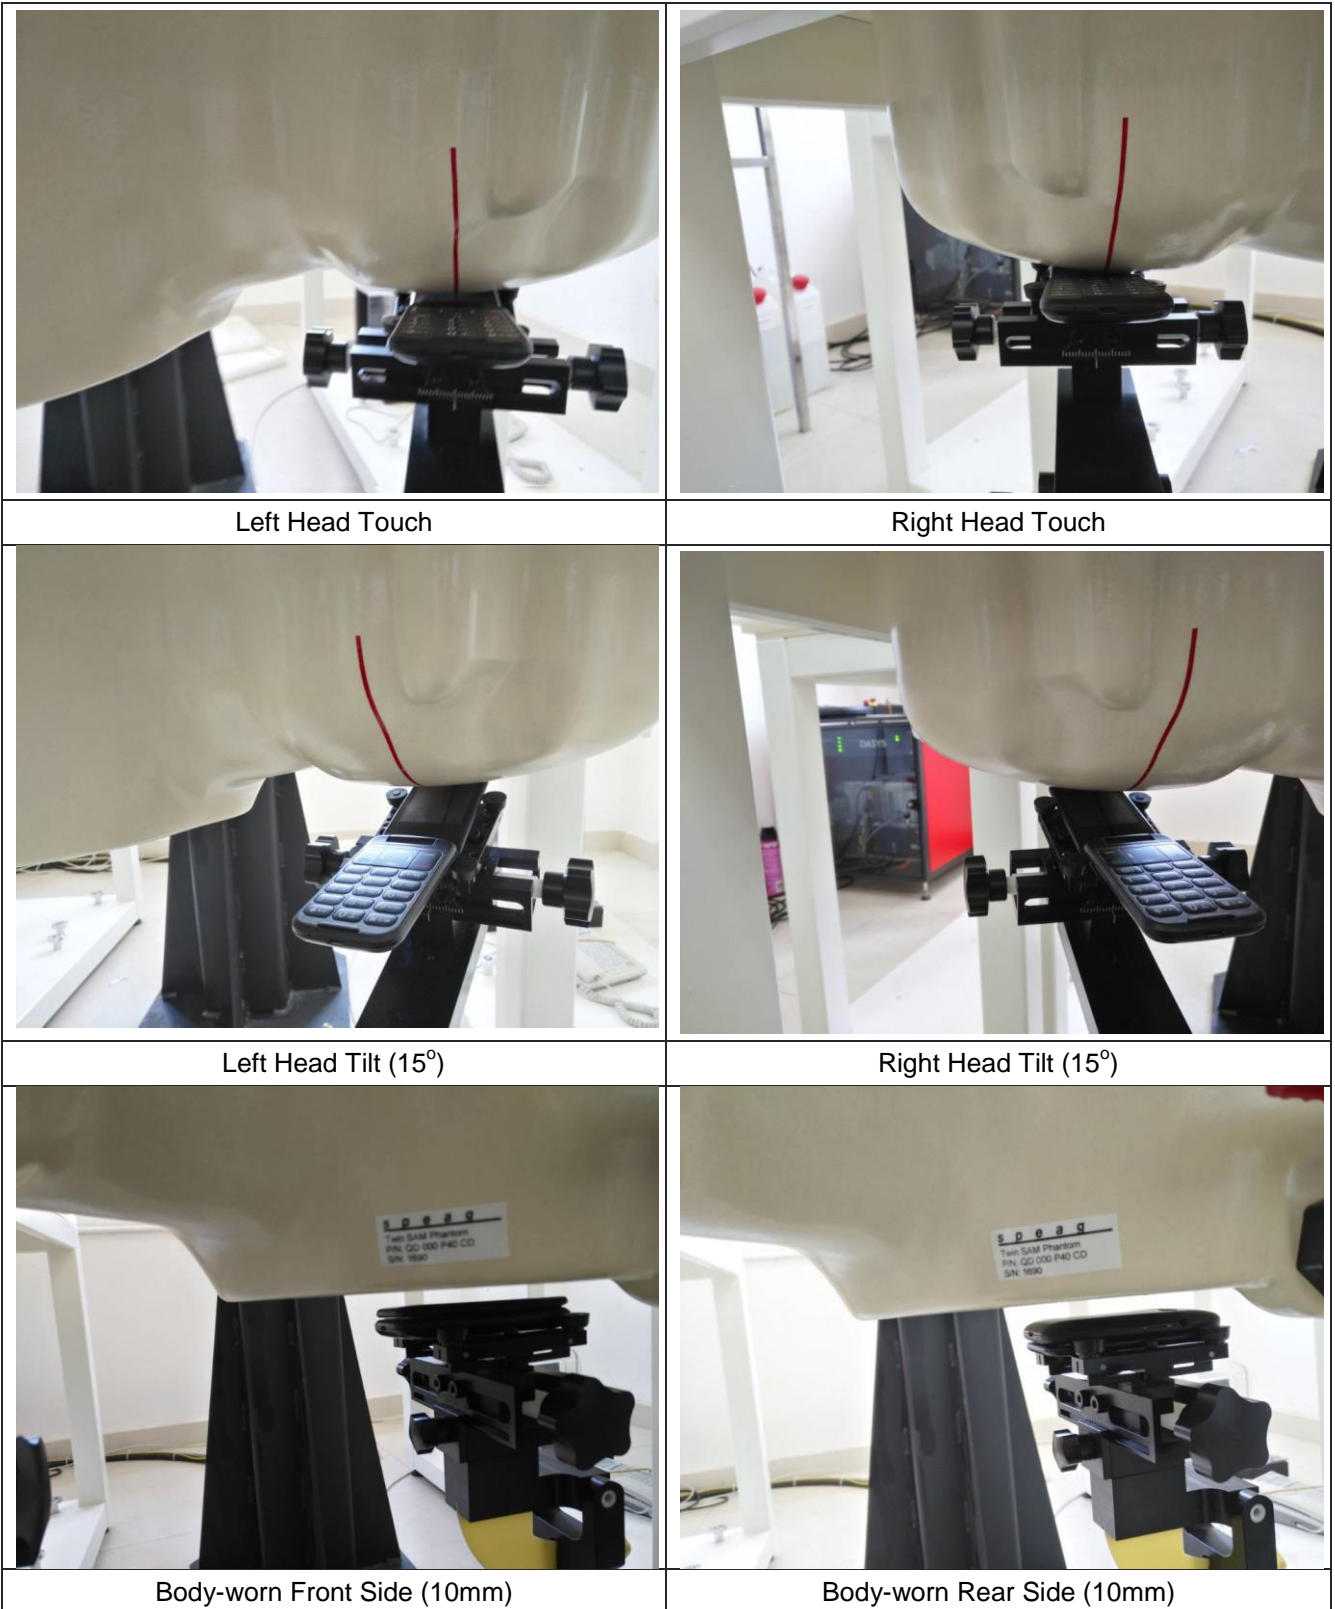 Left Head Touch
Right Head Touch
DASY5
Left Head Tilt (15°)
Right Head Tilt (15°)
s p e a g
Twin SAM Phantom
P/N: QD 000 P40 CD
S/N: 1690
s p e a g
Twin SAM Phantom
P/N: QD 000 P40 CD
S/N: 1690
Body-worn Front Side (10mm)
Body-worn Rear Side (10mm)